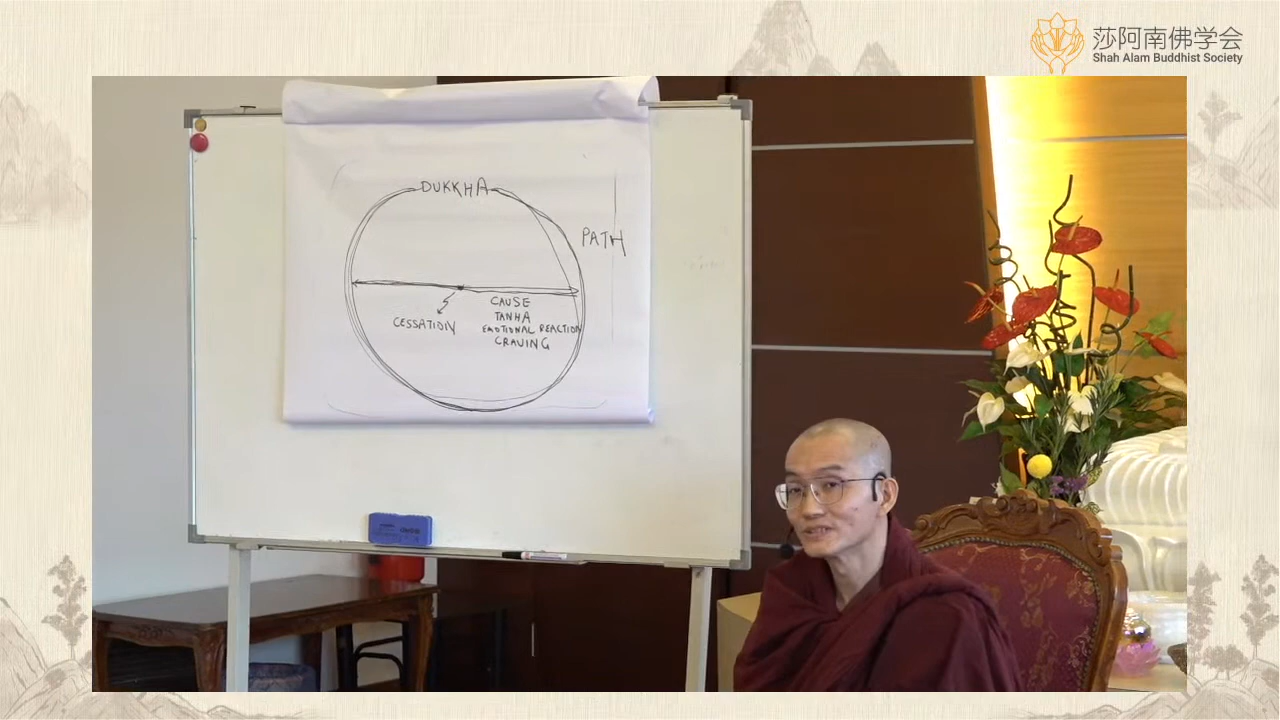 莎阿南佛学会
Shah Alam Buddhist Society
DUKKHA
PATH
CESSATION
CAUSE
TANHA
EMOTIONAL REACTION
CRAVING